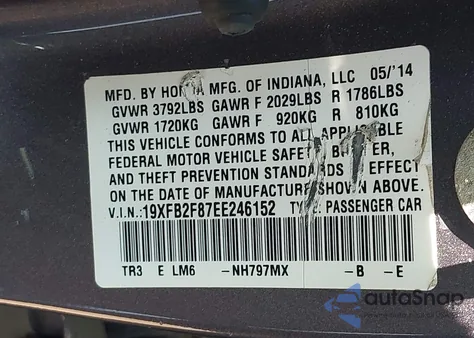 MFD. BY HONDA MFG. OF INDIANA, LLC 05/'14
GVWR 3792LBS GAWR F 2029LBS R 1786LBS
GVWR 1720KG GAWR F 920KG R 810KG
THIS VEHICLE CONFORMS TO ALL APPLICABLE
FEDERAL MOTOR VEHICLE SAFETY, BUMPER,
AND THEFT PREVENTION STANDARDS IN EFFECT
ON THE DATE OF MANUFACTURE SHOWN ABOVE.
V.I.N.:19XFB2F87EE246152 TYPE: PASSENGER CAR
TR3 E LM6 -NH797MX -B -E
autoSnap